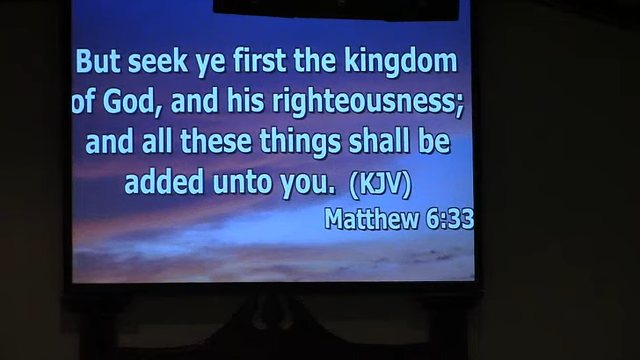 But seek ye first the kingdom
of God, and his righteousness;
and all these things shall be
added unto you. (KJV)
Matthew 6:33